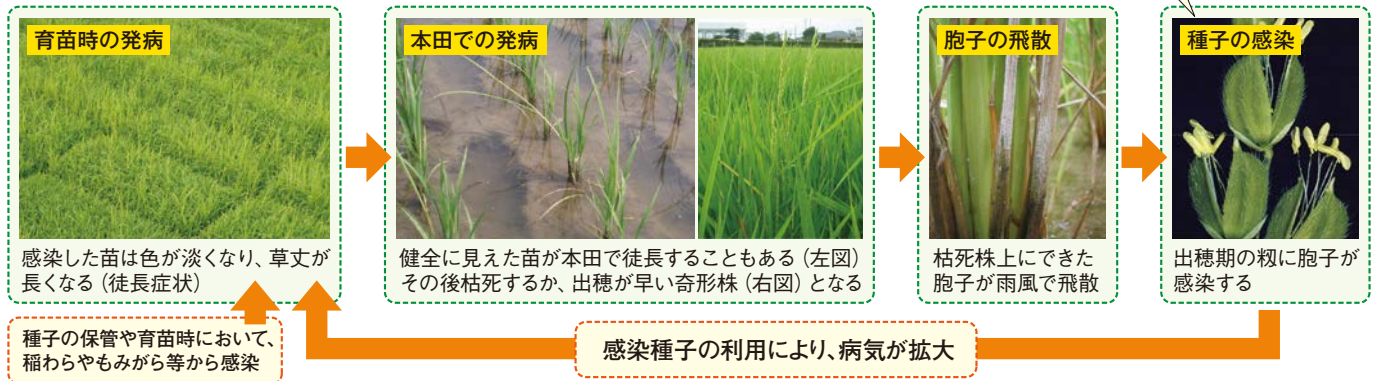 育苗時の発病
感染した苗は色が淡くなり、草丈が
長くなる（徒長症状）
本田での発病
健全に見えた苗が本田で徒長することもある（左図）
その後枯死するか、出穂が早い奇形株（右図）となる
胞子の飛散
枯死株上にできた
胞子が雨風で飛散
種子の感染
出穂期の籾に胞子が
感染する
種子の保管や育苗時において、
稲わらやもみがら等から感染
感染種子の利用により、病気が拡大